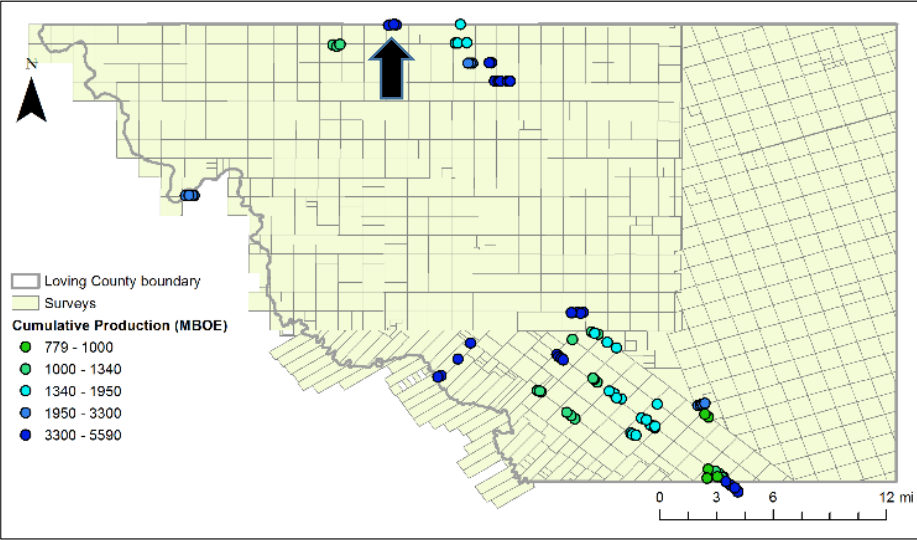 N
Loving County boundary
Surveys
Cumulative Production (MBOE)
779 - 1000
1000 - 1340
1340 - 1950
1950 - 3300
3300 - 5590
0 3 6 12 mi